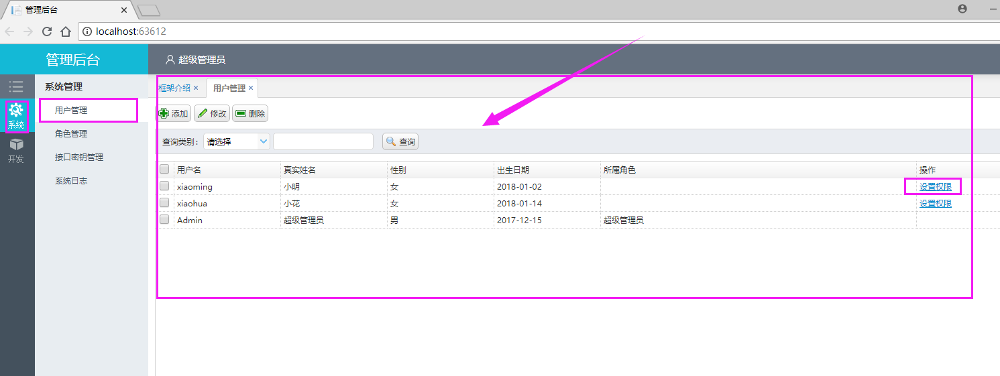 管理后台
localhost:63612
管理后台 超级管理员
系统
开发
系统管理
用户管理
角色管理
接口密钥管理
系统日志
框架介绍 × 用户管理 ×
添加 修改 删除
查询类别: 请选择 查询
用户名 真实姓名 性别 出生日期 所属角色 操作
xiaoming 小明 女 2018-01-02 设置权限
xiaohua 小花 女 2018-01-14 设置权限
Admin 超级管理员 男 2017-12-15 超级管理员